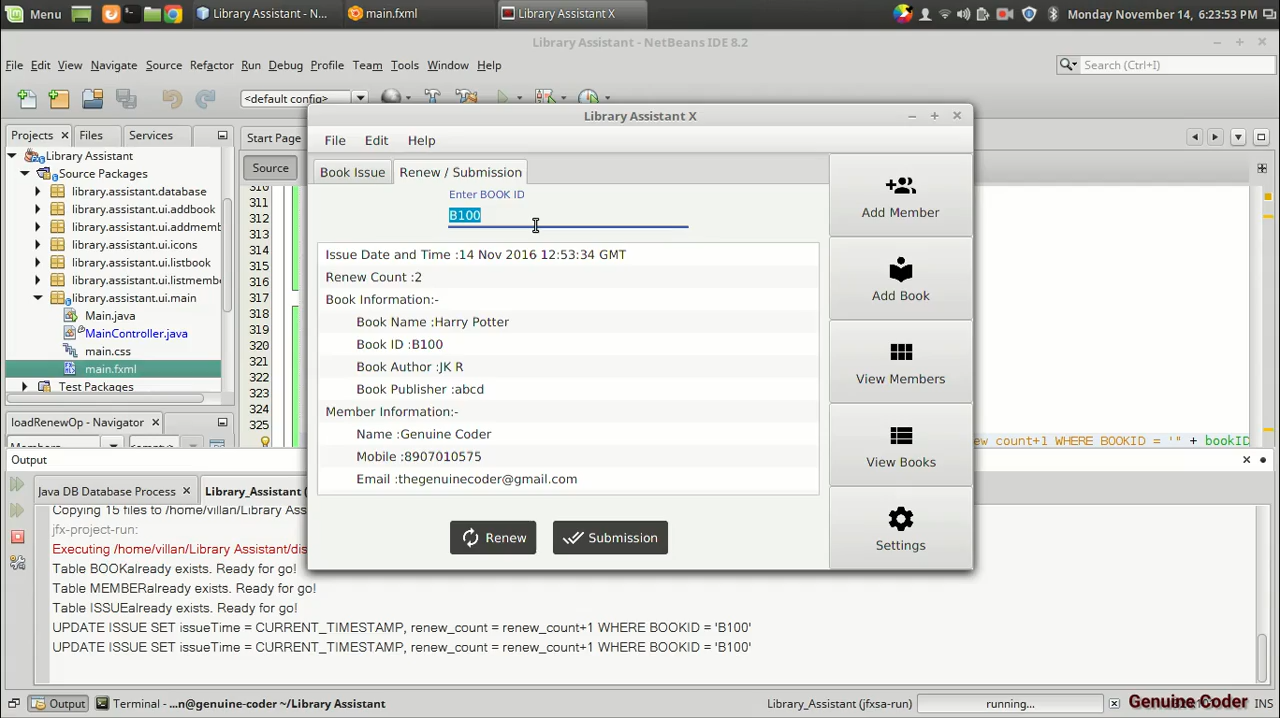 Menu
Library Assistant - N...
main.fxml
Library Assistant X
Monday November 14, 6:23:53 PM
Library Assistant - NetBeans IDE 8.2
File Edit View Navigate Source Refactor Run Debug Profile Team Tools Window Help
Search (Ctrl+I)
<default config>
Projects Files Services
Start Page
Source
Library Assistant
Source Packages
library.assistant.database
library.assistant.ui.addbook
library.assistant.ui.addmemb
library.assistant.ui.icons
library.assistant.ui.listbook
library.assistant.ui.listmemb
library.assistant.ui.main
Main.java
MainController.java
main.css
main.fxml
Test Packages
loadRenewOp - Navigator
310
311
312
313
314
315
316
317
318
319
320
321
322
323
324
325
Library Assistant X
File Edit Help
Book Issue
Renew / Submission
Enter BOOK ID
B100
Issue Date and Time :14 Nov 2016 12:53:34 GMT
Renew Count :2
Book Information:-
Book Name :Harry Potter
Book ID :B100
Book Author :JK R
Book Publisher :abcd
Member Information:-
Name :Genuine Coder
Mobile :8907010575
Email :thegenuinecoder@gmail.com
Renew
Submission
Add Member
Add Book
View Members
View Books
Settings
ew_count+1 WHERE BOOKID = '" + bookID
Output
Java DB Database Process
Library_Assistant (
Copying 15 files to /home/villan/Library Assis
jfx-project-run:
Executing /home/villan/Library Assistant/dis
Table BOOKalready exists. Ready for go!
Table MEMBERalready exists. Ready for go!
Table ISSUEalready exists. Ready for go!
UPDATE ISSUE SET issueTime = CURRENT_TIMESTAMP, renew_count = renew_count+1 WHERE BOOKID = 'B100'
UPDATE ISSUE SET issueTime = CURRENT_TIMESTAMP, renew_count = renew_count+1 WHERE BOOKID = 'B100'
Output
Terminal - ...n@genuine-coder ~/Library Assistant
Library_Assistant (jfxsa-run)
running...
Genuine Coder
INS